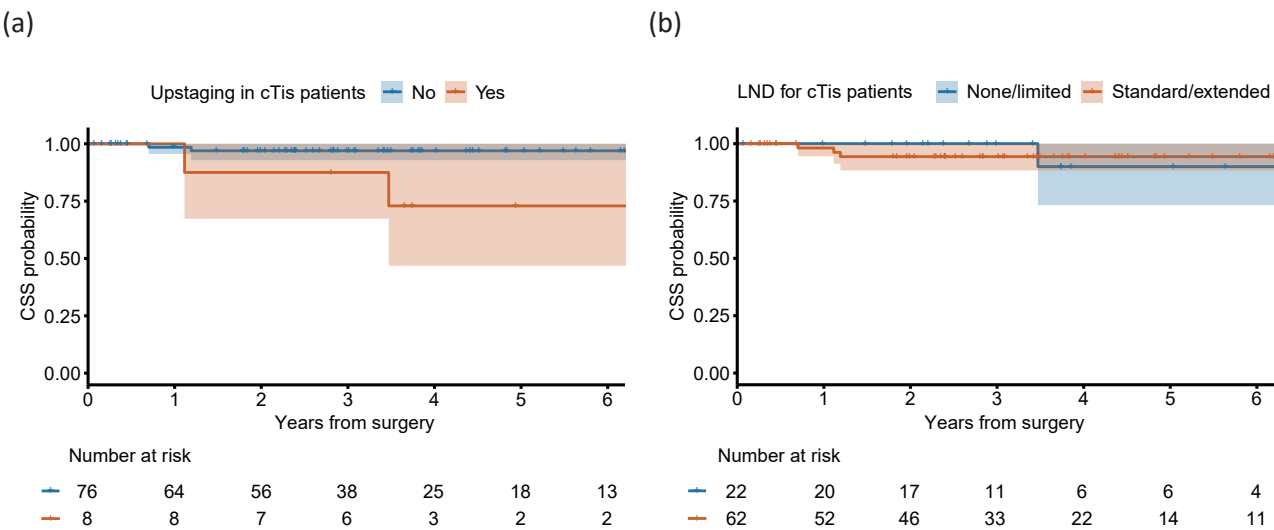 (a)
Upstaging in cTis patients No Yes
1.00
0.75
0.50
0.25
0.00
CSS probability
0 1 2 3 4 5 6
Years from surgery
Number at risk
76 64 56 38 25 18 13
8 8 7 6 3 2 2
(b)
LND for cTis patients None/limited Standard/extended
1.00
0.75
0.50
0.25
0.00
CSS probability
0 1 2 3 4 5 6
Years from surgery
Number at risk
22 20 17 11 6 6 4
62 52 46 33 22 14 11